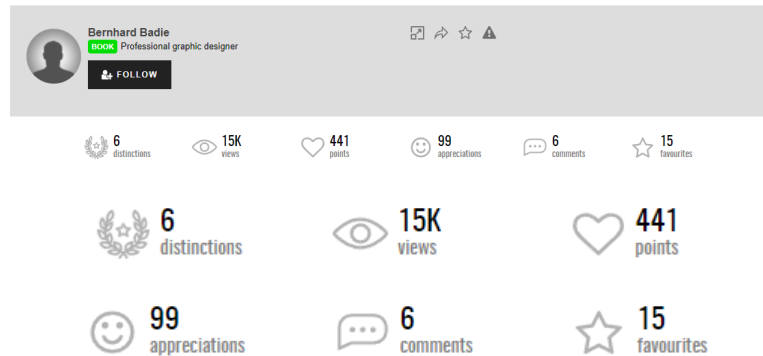 Bernhard Badie
BOOK Professional graphic designer
FOLLOW
6 distinctions
15K views
441 points
99 appreciations
6 comments
15 favourites
6 distinctions
15K views
441 points
99 appreciations
6 comments
15 favourites